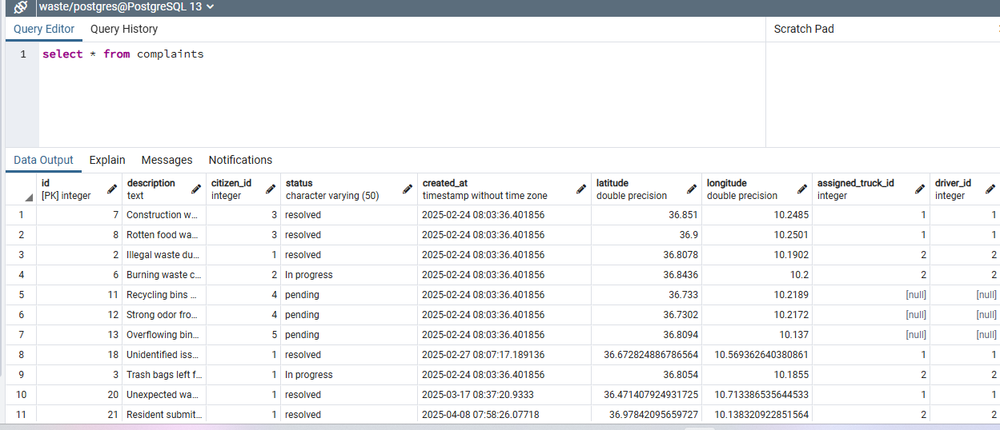 waste/postgres@PostgreSQL 13
Query Editor Query History Scratch Pad
1 select * from complaints
Data Output Explain Messages Notifications
id description citizen_id status created_at latitude longitude assigned_truck_id driver_id
[PK] integer text integer character varying (50) timestamp without time zone double precision double precision integer integer
1 7 Construction w... 3 resolved 2025-02-24 08:03:36.401856 36.851 10.2485 1 1
2 8 Rotten food wa... 3 resolved 2025-02-24 08:03:36.401856 36.9 10.2501 1 1
3 2 Illegal waste du... 1 resolved 2025-02-24 08:03:36.401856 36.8078 10.1902 2 2
4 6 Burning waste c... 2 In progress 2025-02-24 08:03:36.401856 36.8436 10.2 2 2
5 11 Recycling bins ... 4 pending 2025-02-24 08:03:36.401856 36.733 10.2189 [null] [null]
6 12 Strong odor fro... 4 pending 2025-02-24 08:03:36.401856 36.7302 10.2172 [null] [null]
7 13 Overflowing bin... 5 pending 2025-02-24 08:03:36.401856 36.8094 10.137 [null] [null]
8 18 Unidentified iss... 1 resolved 2025-02-27 08:07:17.189136 36.672824886786564 10.569362640380861 1 1
9 3 Trash bags left f... 1 In progress 2025-02-24 08:03:36.401856 36.8054 10.1855 2 2
10 20 Unexpected wa... 1 resolved 2025-03-17 08:37:20.9333 36.471407924931725 10.713386535644533 1 1
11 21 Resident submit... 1 resolved 2025-04-08 07:58:26.07718 36.97842095659727 10.138320922851564 2 2